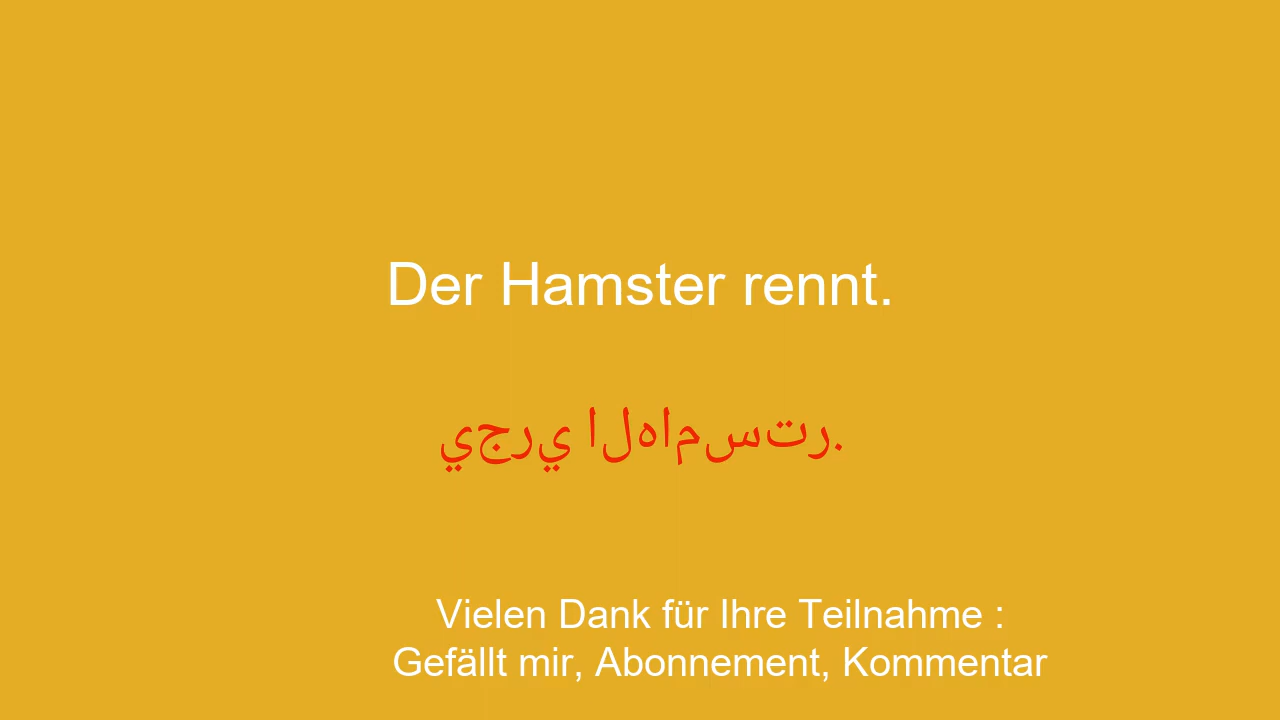 Der Hamster rennt.
يجري الهامستر.
Vielen Dank für Ihre Teilnahme :
Gefällt mir, Abonnement, Kommentar